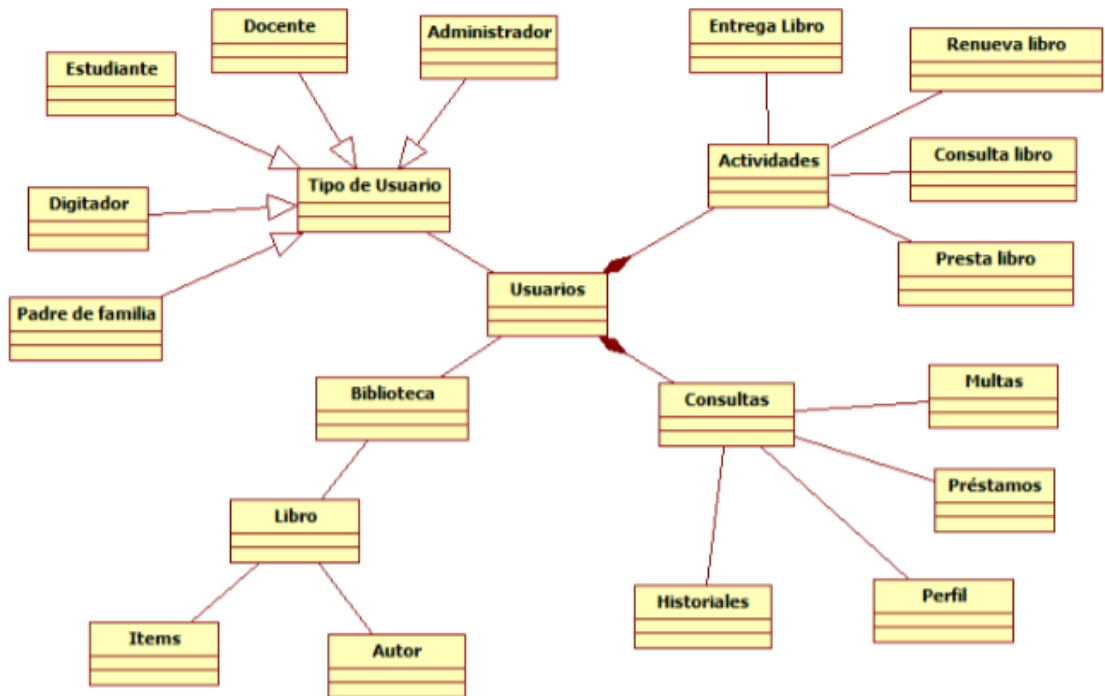 Docente
Administrador
Entrega Libro
Renueva libro
Estudiante
Actividades
Consulta libro
Tipo de Usuario
Digitador
Presta libro
Usuarios
Padre de familia
Biblioteca
Consultas
Multas
Préstamos
Libro
Historiales
Perfil
Items
Autor